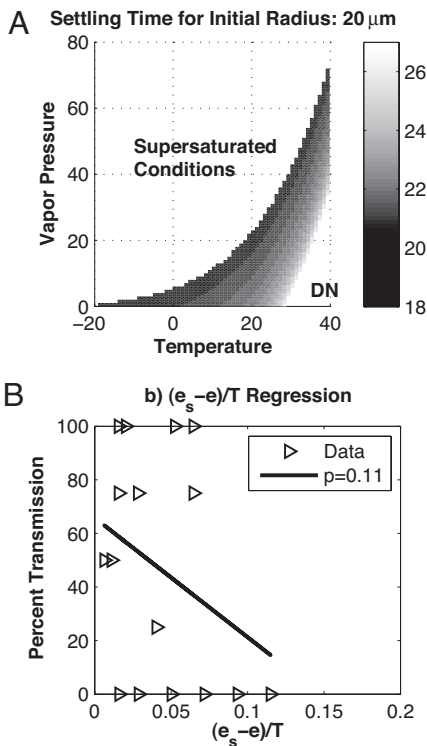 A
Settling Time for Initial Radius: 20 μm
Vapor Pressure
80
60
40
20
0
Supersaturated
Conditions
DN
-20
0
20
40
Temperature
26
24
22
20
18
B
b) (e_s-e)/T Regression
Percent Transmission
100
80
60
40
20
0
Data
p=0.11
0
0.05
0.1
0.15
0.2
(e_s-e)/T